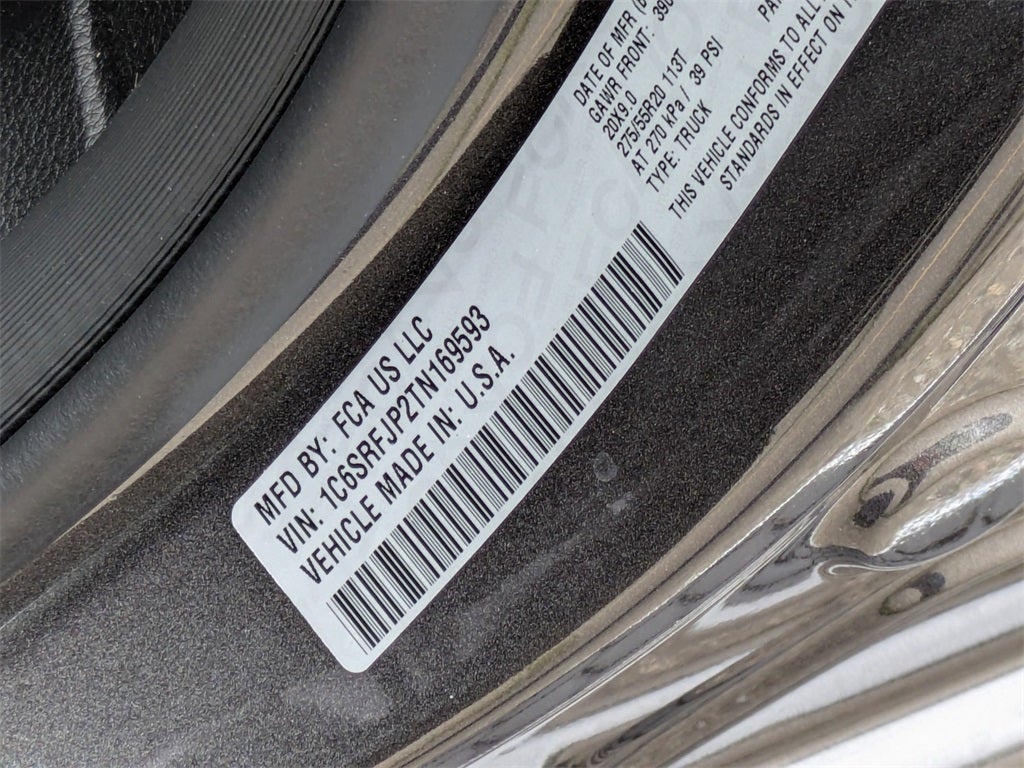 MFD BY: FCA US LLC
VIN: 1C6SRFJP2TN169593
VEHICLE MADE IN: U.S.A.
DATE OF MFR
GAWR FRONT:
20X9.0
275/55R20 113T
AT 270 kPa / 39 PSI
TYPE: TRUCK
THIS VEHICLE CONFORMS TO ALL
STANDARDS IN EFFECT ON